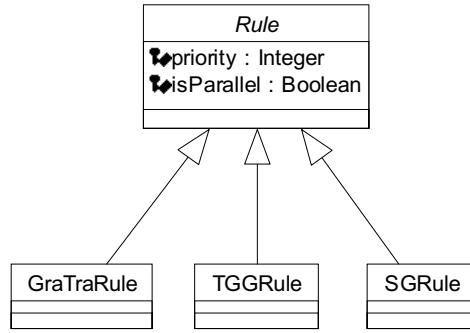 Rule
priority : Integer
isParallel : Boolean
GraTraRule TGGRule SGRule